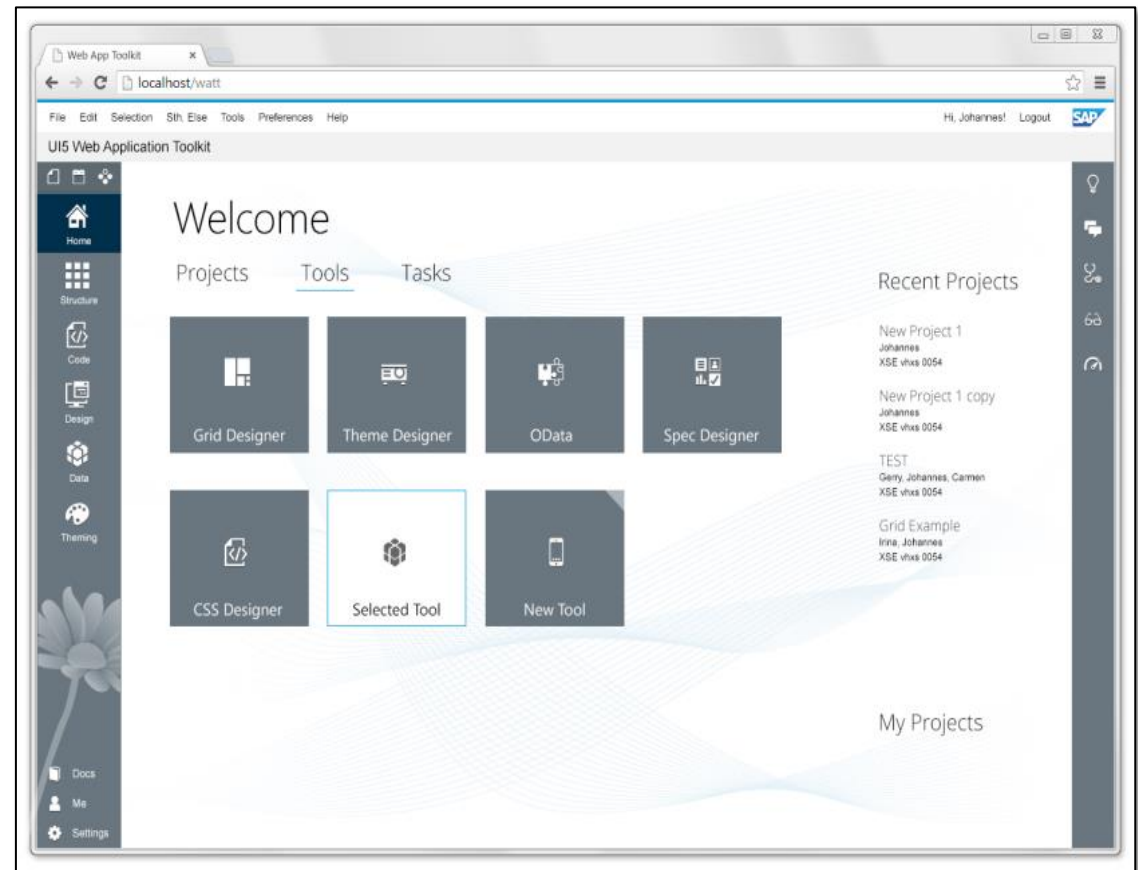 Web App Toolkit
localhost/watt
File Edit Selection Sth. Else Tools Preferences Help Hi, Johannes! Logout SAP
UI5 Web Application Toolkit
Home
Structure
Code
Design
Data
Theming
Docs
Me
Settings
Welcome
Projects Tools Tasks
Grid Designer Theme Designer OData Spec Designer
CSS Designer Selected Tool New Tool
Recent Projects
New Project 1
Johannes
XSE vhxs 0054
New Project 1 copy
Johannes
XSE vhxs 0054
TEST
Gerry, Johannes, Carmen
XSE vhxs 0054
Grid Example
Irina, Johannes
XSE vhxs 0054
My Projects